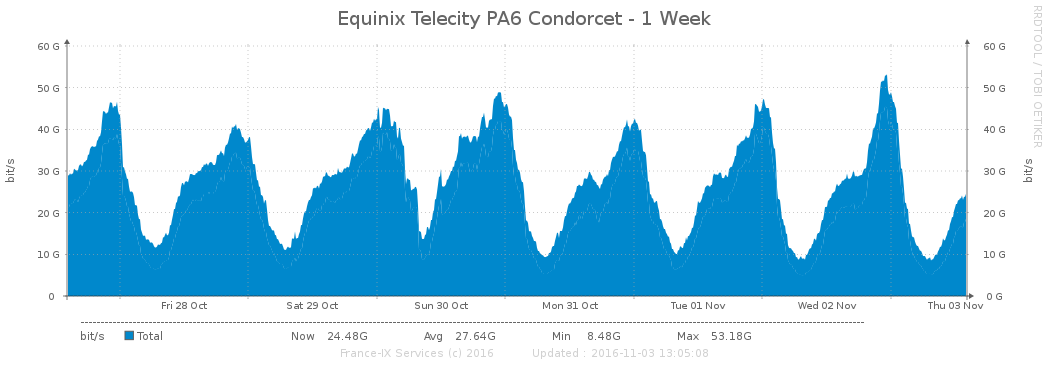 Equinix Telecity PA6 Condorcet - 1 Week
RRDTOOL / TOBI OETIKER
bit/s
60 G
50 G
40 G
30 G
20 G
10 G
0
60 G
50 G
40 G
30 G
20 G
10 G
0 G
bit/s
Fri 28 Oct Sat 29 Oct Sun 30 Oct Mon 31 Oct Tue 01 Nov Wed 02 Nov Thu 03 Nov
bit/s Total Now 24.48G Avg 27.64G Min 8.48G Max 53.18G
France-IX Services (c) 2016 Updated : 2016-11-03 13:05:08